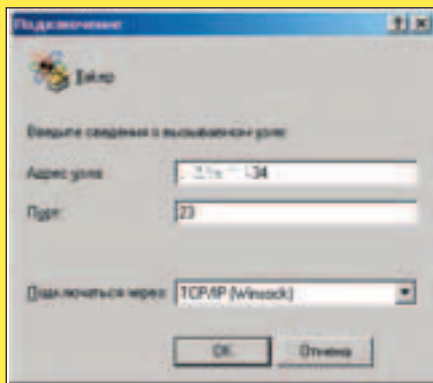 Подключение
Введите сведения о вызываемом узле:
Адрес узла:
Порт: 23
Подключаться через: TCP/IP (Winsock)
OK Отмена